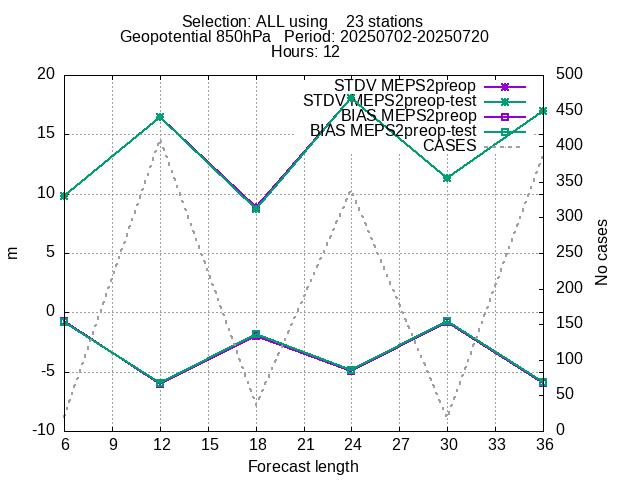 Selection: ALL using    23 stations
Geopotential 850hPa   Period: 20250702-20250720
Hours: 12
STDV MEPS2preop
STDV MEPS2preop-test
BIAS MEPS2preop
BIAS MEPS2preop-test
CASES
20
15
10
5
0
-5
-10
m
500
450
400
350
300
250
200
150
100
50
0
No cases
6 9 12 15 18 21 24 27 30 33 36
Forecast length